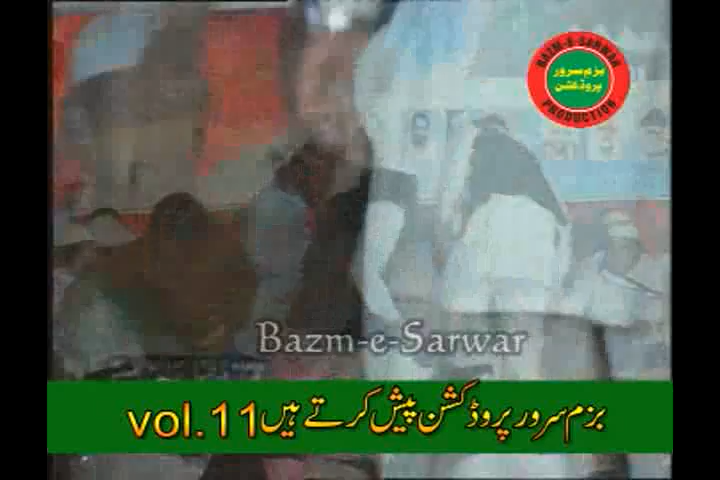 BAZM-E-SARWAR
بزم سرور
پروڈکشن
PRODUCTION
Bazm-e-Sarwar
بزم سرور پروڈکشن پیش کرتے ہیں vol.11